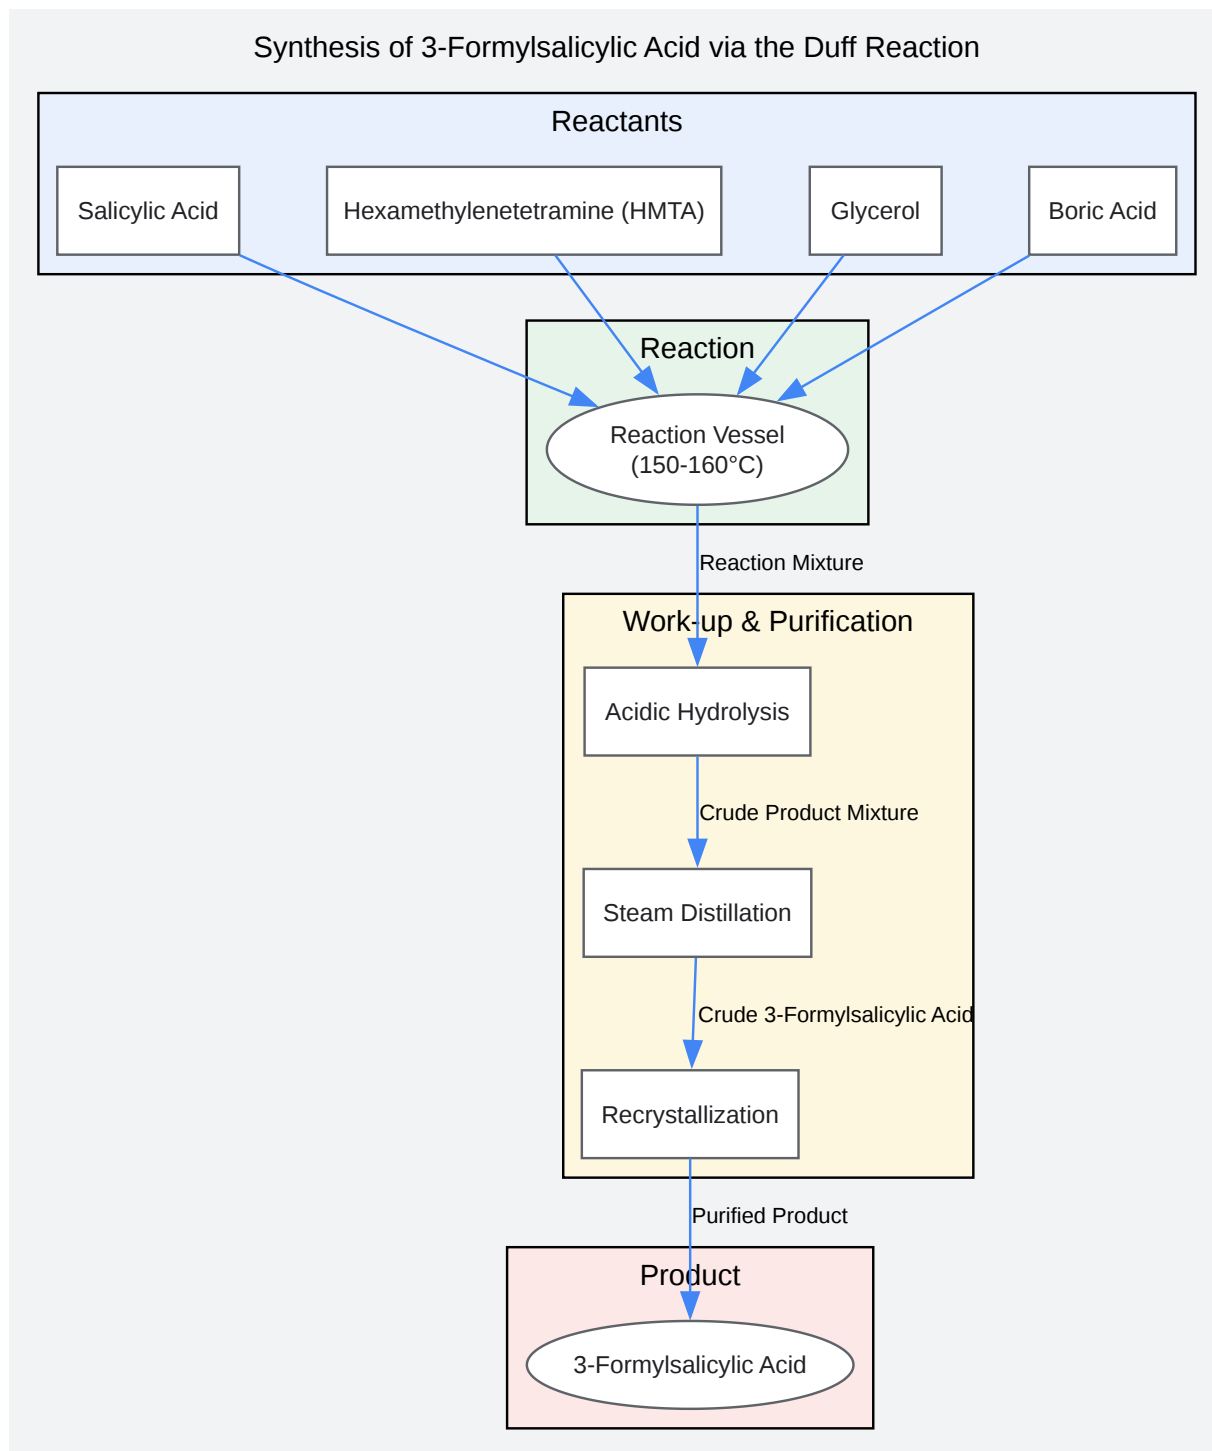 Synthesis of 3-Formylsalicylic Acid via the Duff Reaction
Reactants
Salicylic Acid
Hexamethylenetetramine (HMTA)
Glycerol
Boric Acid
Reaction
Reaction Vessel
(150-160°C)
Reaction Mixture
Work-up & Purification
Acidic Hydrolysis
Crude Product Mixture
Steam Distillation
Crude 3-Formylsalicylic Acid
Recrystallization
Purified Product
Product
3-Formylsalicylic Acid